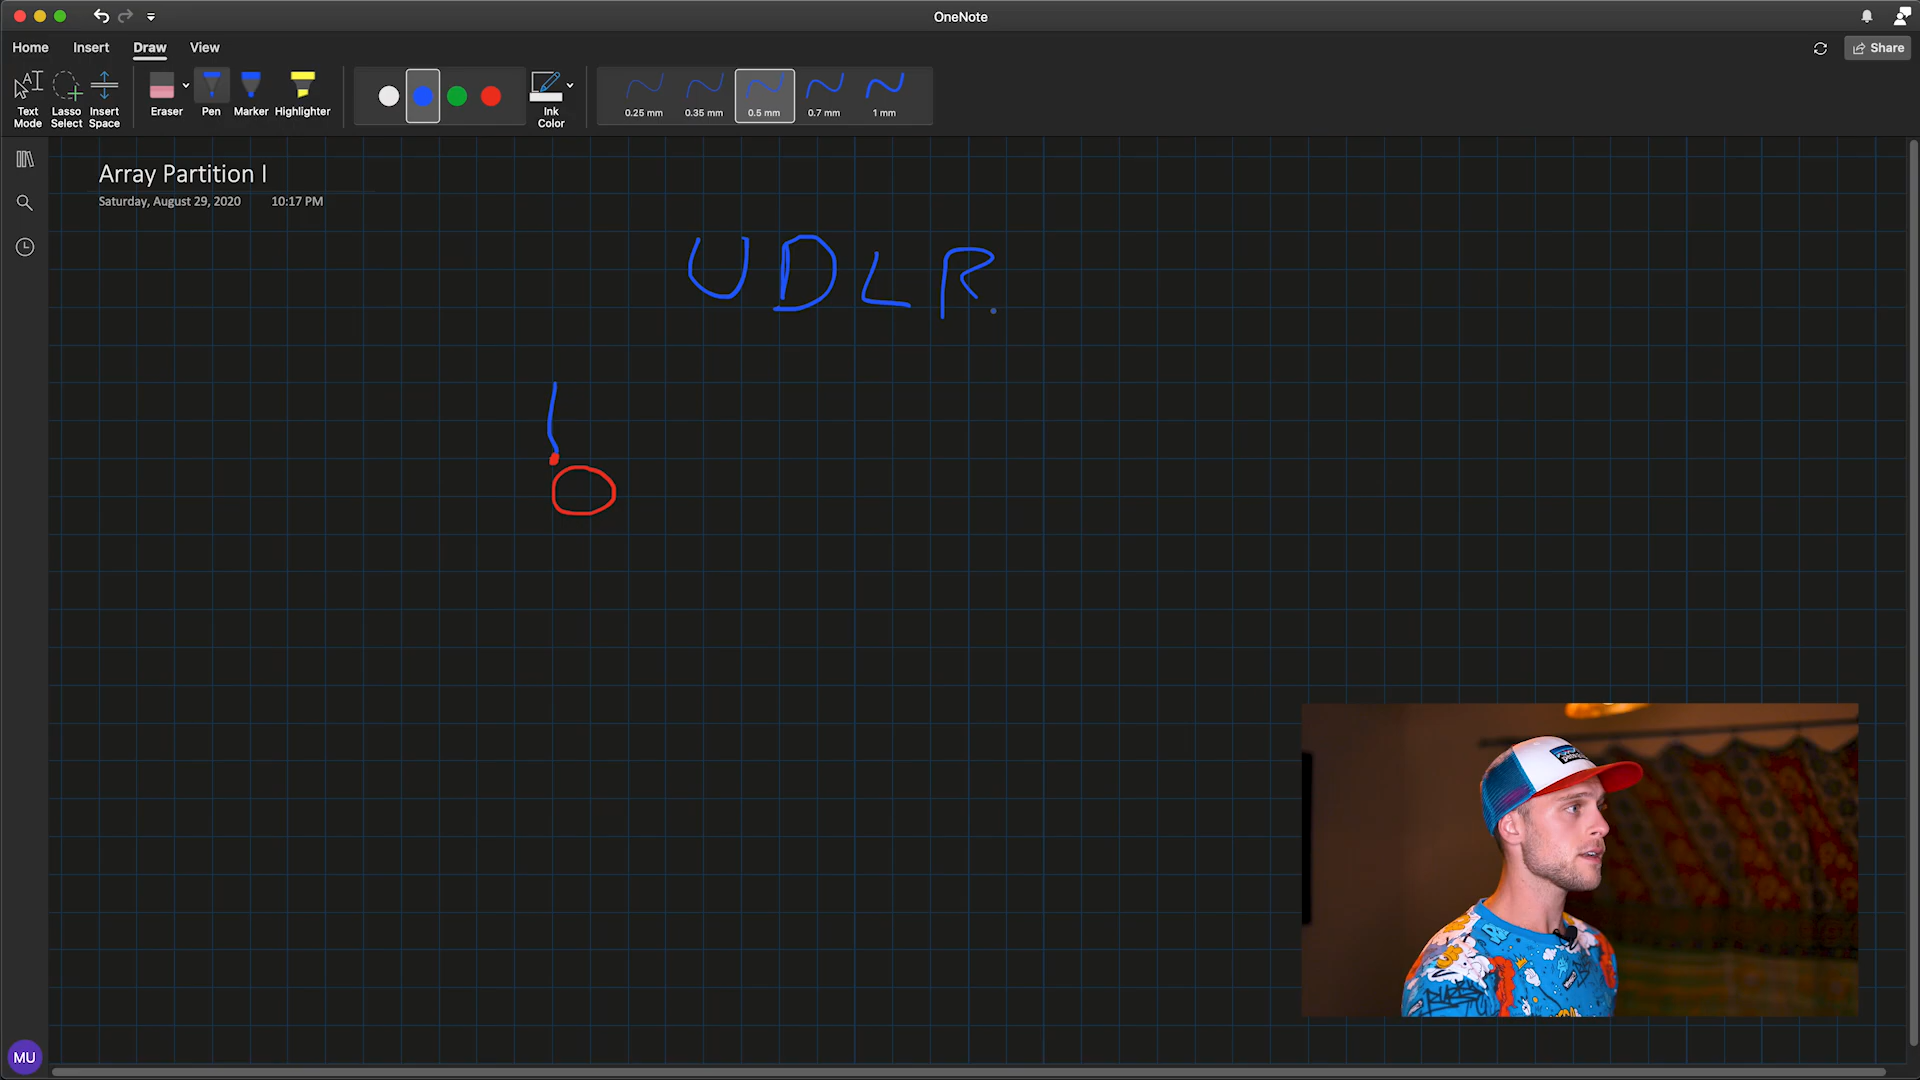 OneNote
Home Insert Draw View
Share
Text Mode
Lasso Select
Insert Space
Eraser
Pen
Marker
Highlighter
Ink Color
0.25 mm
0.35 mm
0.5 mm
0.7 mm
1 mm
Array Partition I
Saturday, August 29, 2020 10:17 PM
U D L R
MU